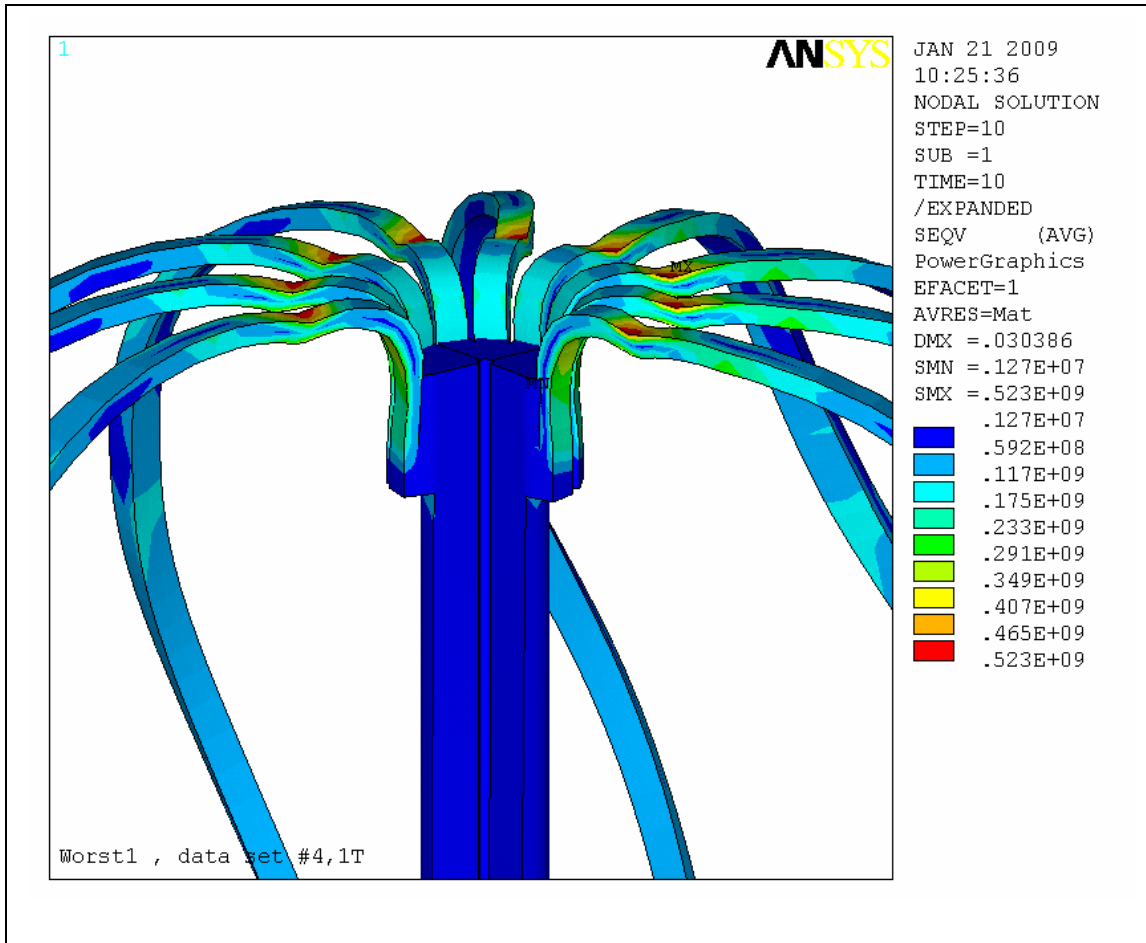 1
ANSYS
JAN 21 2009
10:25:36
NODAL SOLUTION
STEP=10
SUB =1
TIME=10
/EXPANDED
SEQV (AVG)
PowerGraphics
EFACET=1
AVRES=Mat
DMX =.030386
SMN =.127E+07
SMX =.523E+09
.127E+07
.592E+08
.117E+09
.175E+09
.233E+09
.291E+09
.349E+09
.407E+09
.465E+09
.523E+09
MX
MN
Worst1 , data set #4,1T